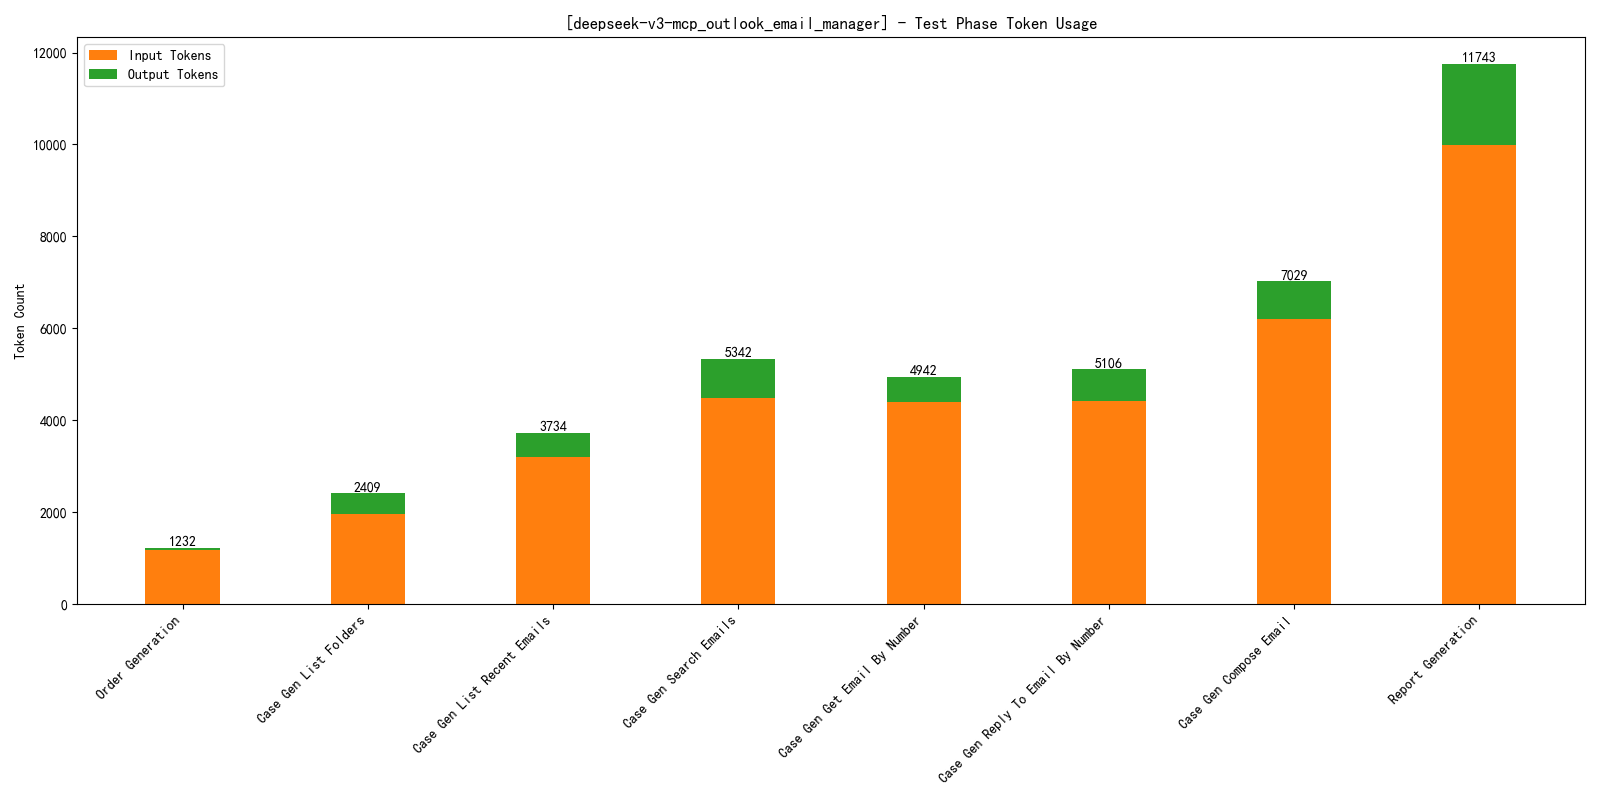 [deepseek-v3-mcp_outlook_email_manager] - Test Phase Token Usage
Input Tokens
Output Tokens
Token Count
12000
10000
8000
6000
4000
2000
0
1232
2409
3734
5342
4942
5106
7029
11743
Order Generation
Case Gen List Folders
Case Gen List Recent Emails
Case Gen Search Emails
Case Gen Get Email By Number
Case Gen Reply To Email By Number
Case Gen Compose Email
Report Generation